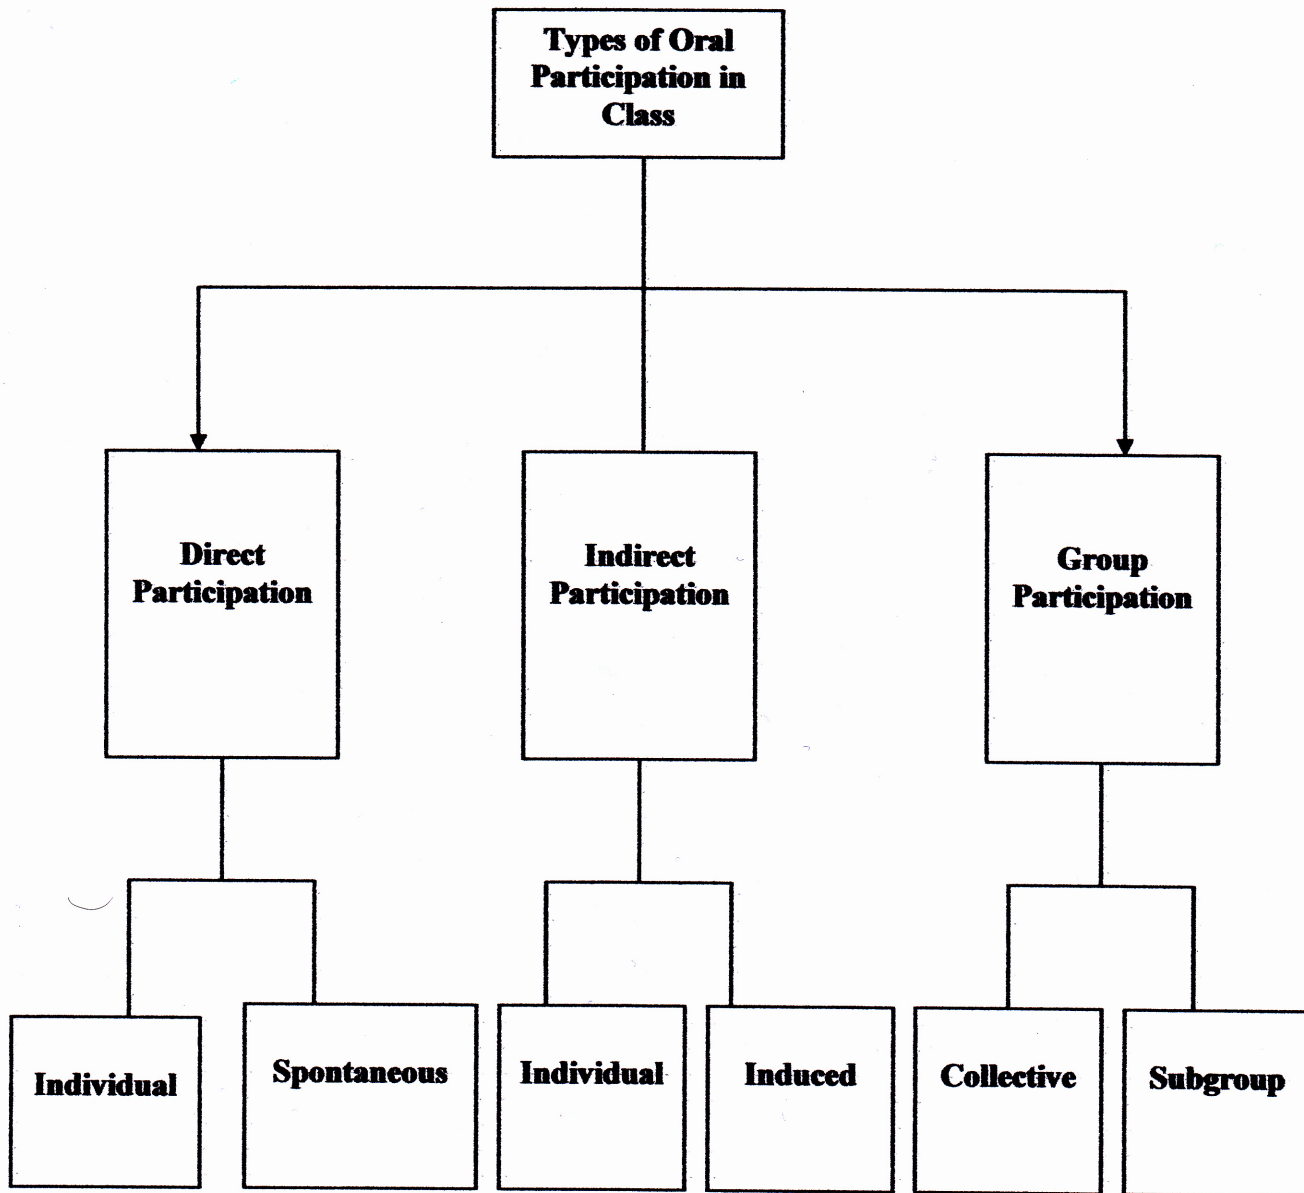 Types of Oral
Participation in
Class
Direct
Participation
Indirect
Participation
Group
Participation
Individual
Spontaneous
Individual
Induced
Collective
Subgroup